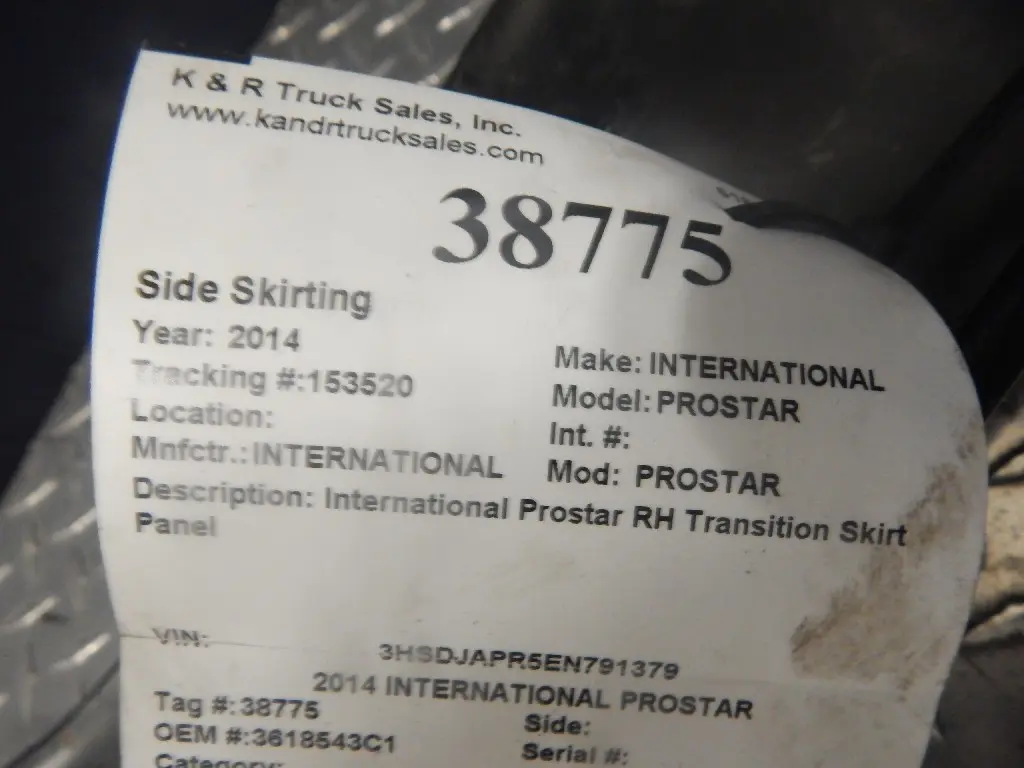 K & R Truck Sales, Inc.
www.kandrtrucksales.com
38775
Side Skirting
Year: 2014
Make: INTERNATIONAL
Tracking #:153520
Model: PROSTAR
Location:
Int. #:
Mnfctr.: INTERNATIONAL
Mod: PROSTAR
Description: International Prostar RH Transition Skirt
Panel
VIN:
3HSDJAPR5EN791379
2014 INTERNATIONAL PROSTAR
Tag #:38775
Side:
OEM #:3618543C1
Serial #:
Category: